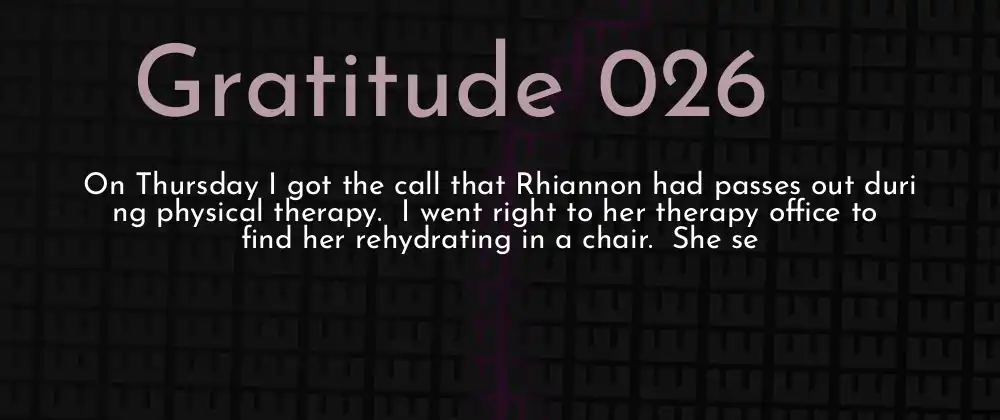 Gratitude 026
On Thursday I got the call that Rhiannon had passes out duri
ng physical therapy.  I went right to her therapy office to
find her rehydrating in a chair.  She se